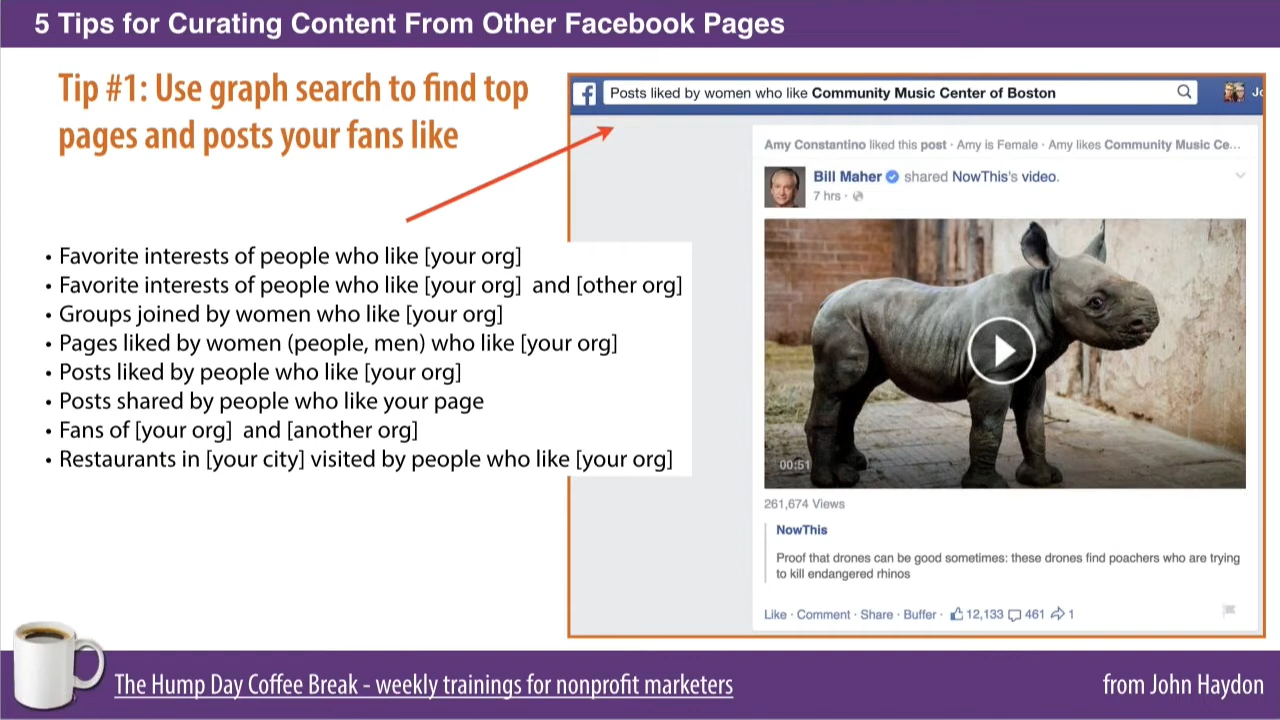 5 Tips for Curating Content From Other Facebook Pages
Tip #1: Use graph search to find top
pages and posts your fans like
• Favorite interests of people who like [your org]
• Favorite interests of people who like [your org]  and [other org]
• Groups joined by women who like [your org]
• Pages liked by women (people, men) who like [your org]
• Posts liked by people who like [your org]
• Posts shared by people who like your page
• Fans of [your org]  and [another org]
• Restaurants in [your city] visited by people who like [your org]
f Posts liked by women who like Community Music Center of Boston Jo
Amy Constantino liked this post · Amy is Female · Amy likes Community Music Ce...
Bill Maher shared NowThis's video.
7 hrs ·
00:51
261,674 Views
NowThis
Proof that drones can be good sometimes: these drones find poachers who are trying
to kill endangered rhinos
Like · Comment · Share · Buffer · 12,133 461 1
The Hump Day Coffee Break - weekly trainings for nonprofit marketers
from John Haydon